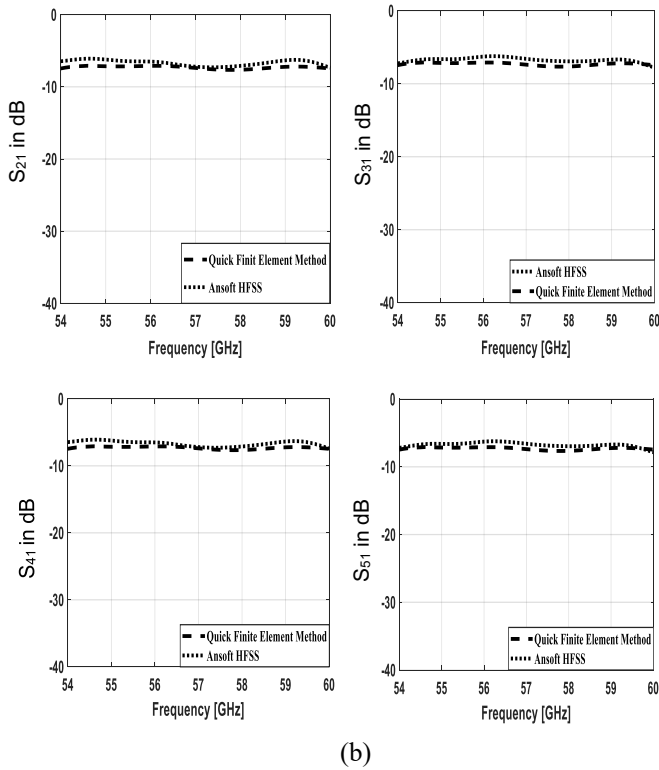 0
-10
-20
-30
-40
S21 in dB
Quick Finit Element Method
Ansoft HFSS
54 55 56 57 58 59 60
Frequency [GHz]
0
-10
-20
-30
-40
S31 in dB
Ansoft HFSS
Quick Finite Element Method
54 55 56 57 58 59 60
Frequency [GHz]
0
-10
-20
-30
-40
S41 in dB
Quick Finite Element Method
Ansoft HFSS
54 55 56 57 58 59 60
Frequency [GHz]
0
-10
-20
-30
-40
S51 in dB
Quick Finite Element Method
Ansoft HFSS
54 55 56 57 58 59 60
Frequency [GHz]
(b)